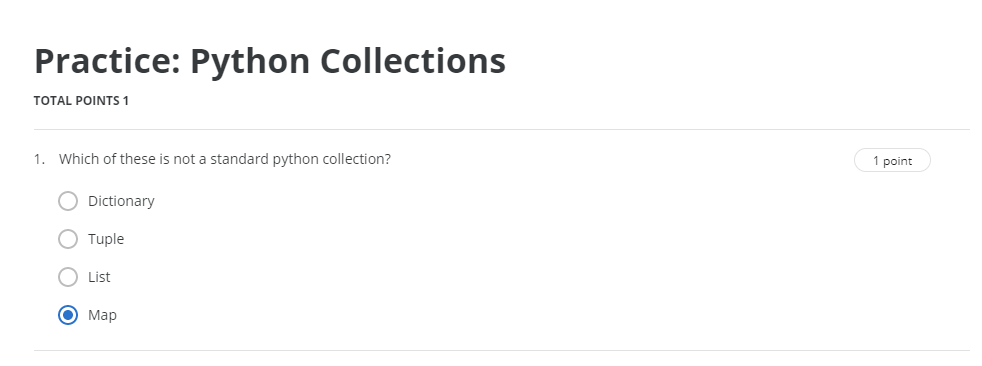 Practice: Python Collections
TOTAL POINTS 1
1. Which of these is not a standard python collection? 1 point
Dictionary
Tuple
List
Map